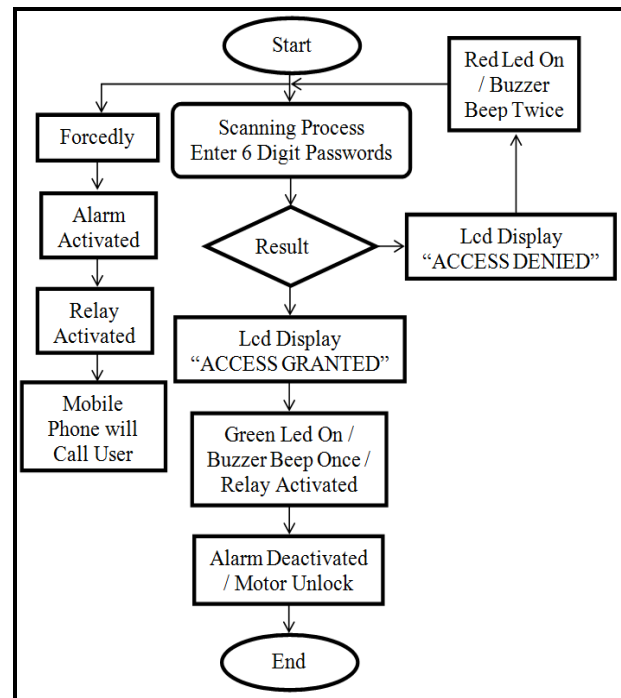 Start
Red Led On
/ Buzzer
Beep Twice
Forcedly
Scanning Process
Enter 6 Digit Passwords
Alarm
Activated
Result
Lcd Display
“ACCESS DENIED”
Relay
Activated
Lcd Display
“ACCESS GRANTED”
Mobile
Phone will
Call User
Green Led On /
Buzzer Beep Once /
Relay Activated
Alarm Deactivated
/ Motor Unlock
End